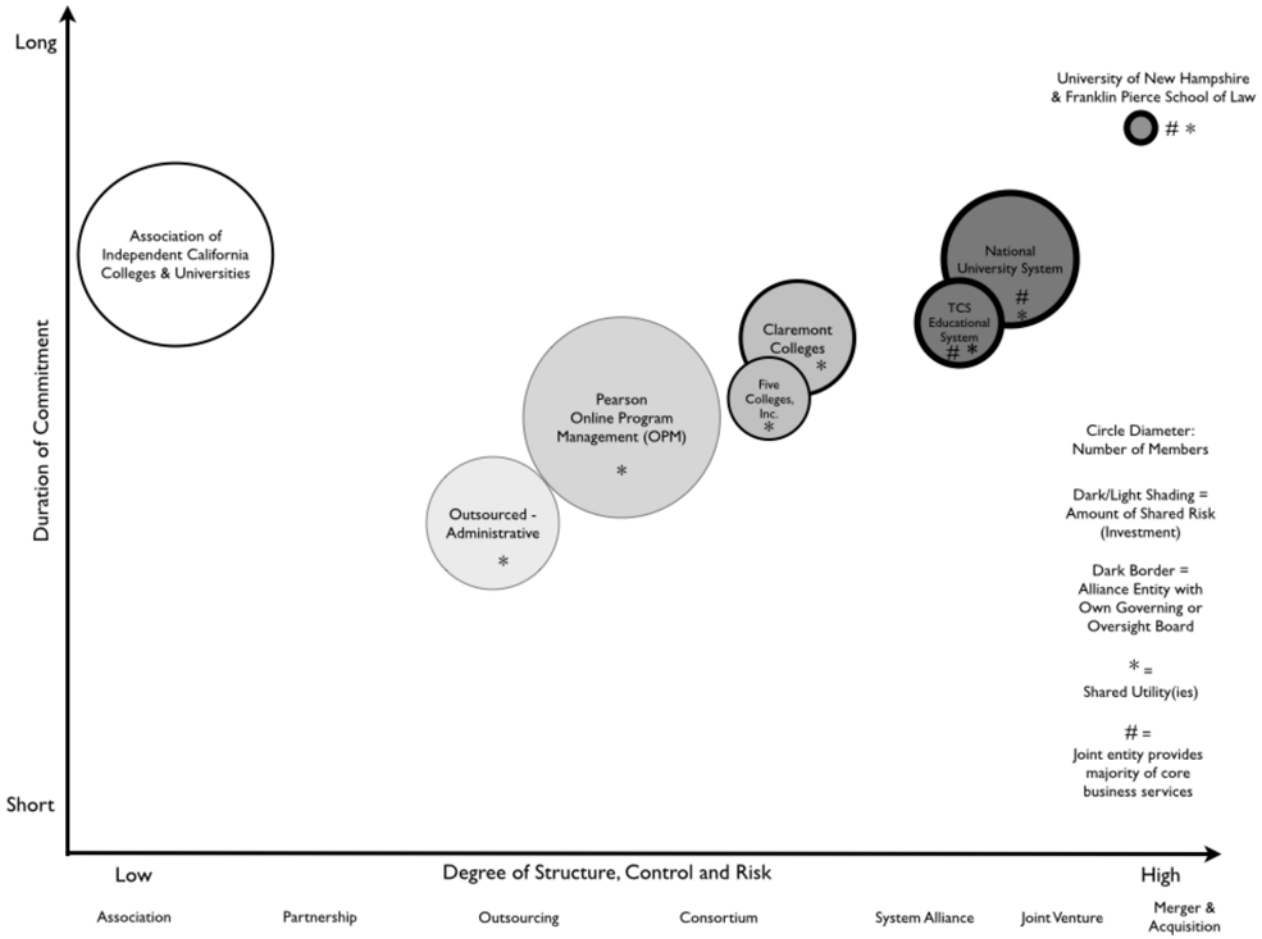 Long
University of New Hampshire
& Franklin Pierce School of Law
# *
Association of
Independent California
Colleges & Universities
National
University System
#
*
TCS
Educational
System
# *
Claremont
Colleges
*
Five
Colleges,
Inc.
*
Pearson
Online Program
Management (OPM)
*
Outsourced -
Administrative
*
Duration of Commitment
Circle Diameter:
Number of Members
Dark/Light Shading =
Amount of Shared Risk
(Investment)
Dark Border =
Alliance Entity with
Own Governing or
Oversight Board
* =
Shared Utility(ies)
# =
Joint entity provides
majority of core
business services
Short
Low
Degree of Structure, Control and Risk
High
Association
Partnership
Outsourcing
Consortium
System Alliance
Joint Venture
Merger &
Acquisition